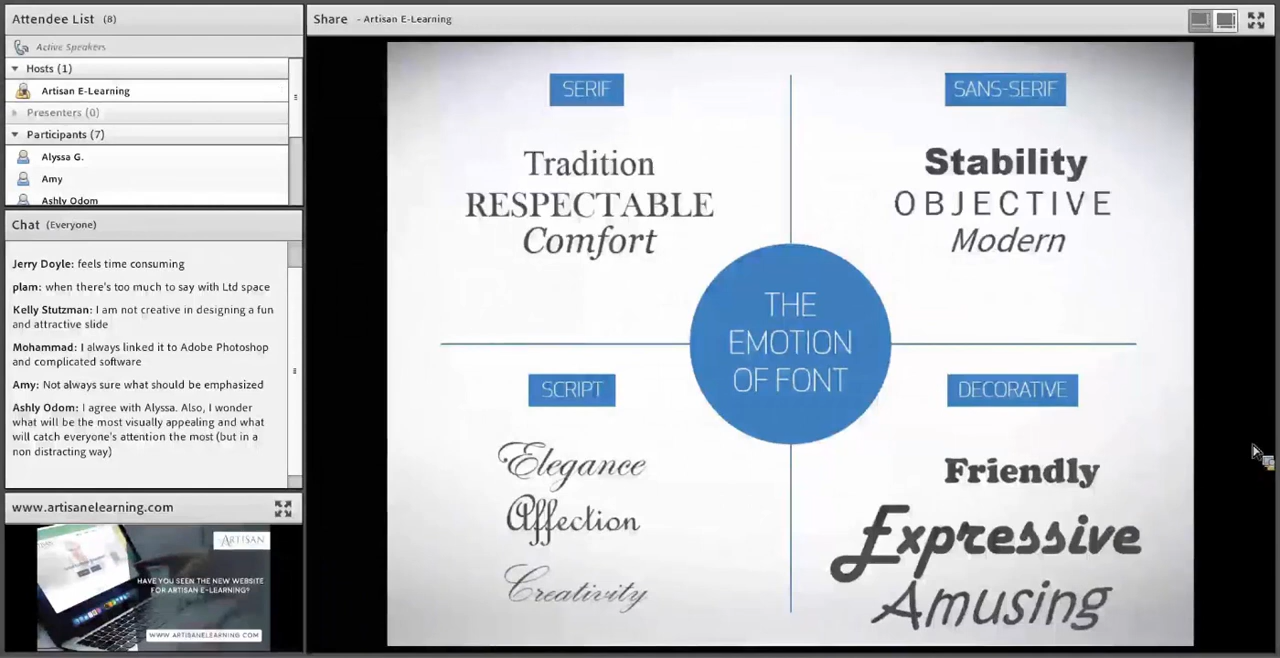 Attendee List (8)
Active Speakers
Hosts (1)
Artisan E-Learning
Presenters (0)
Participants (7)
Alyssa G.
Amy
Ashly Odom
Chat (Everyone)
Jerry Doyle: feels time consuming
plam: when there's too much to say with Ltd space
Kelly Stutzman: I am not creative in designing a fun
and attractive slide
Mohammad: I always linked it to Adobe Photoshop
and complicated software
Amy: Not always sure what should be emphasized
Ashly Odom: I agree with Alyssa. Also, I wonder
what will be the most visually appealing and what
will catch everyone's attention the most (but in a
non distracting way)
www.artisanelearning.com
ARTISAN
HAVE YOU SEEN THE NEW WEBSITE
FOR ARTISAN E-LEARNING?
WWW.ARTISANELEARNING.COM
Share - Artisan E-Learning
SERIF
Tradition
RESPECTABLE
Comfort
SANS-SERIF
Stability
OBJECTIVE
Modern
THE
EMOTION
OF FONT
SCRIPT
Elegance
Affection
Creativity
DECORATIVE
Friendly
Expressive
Amusing